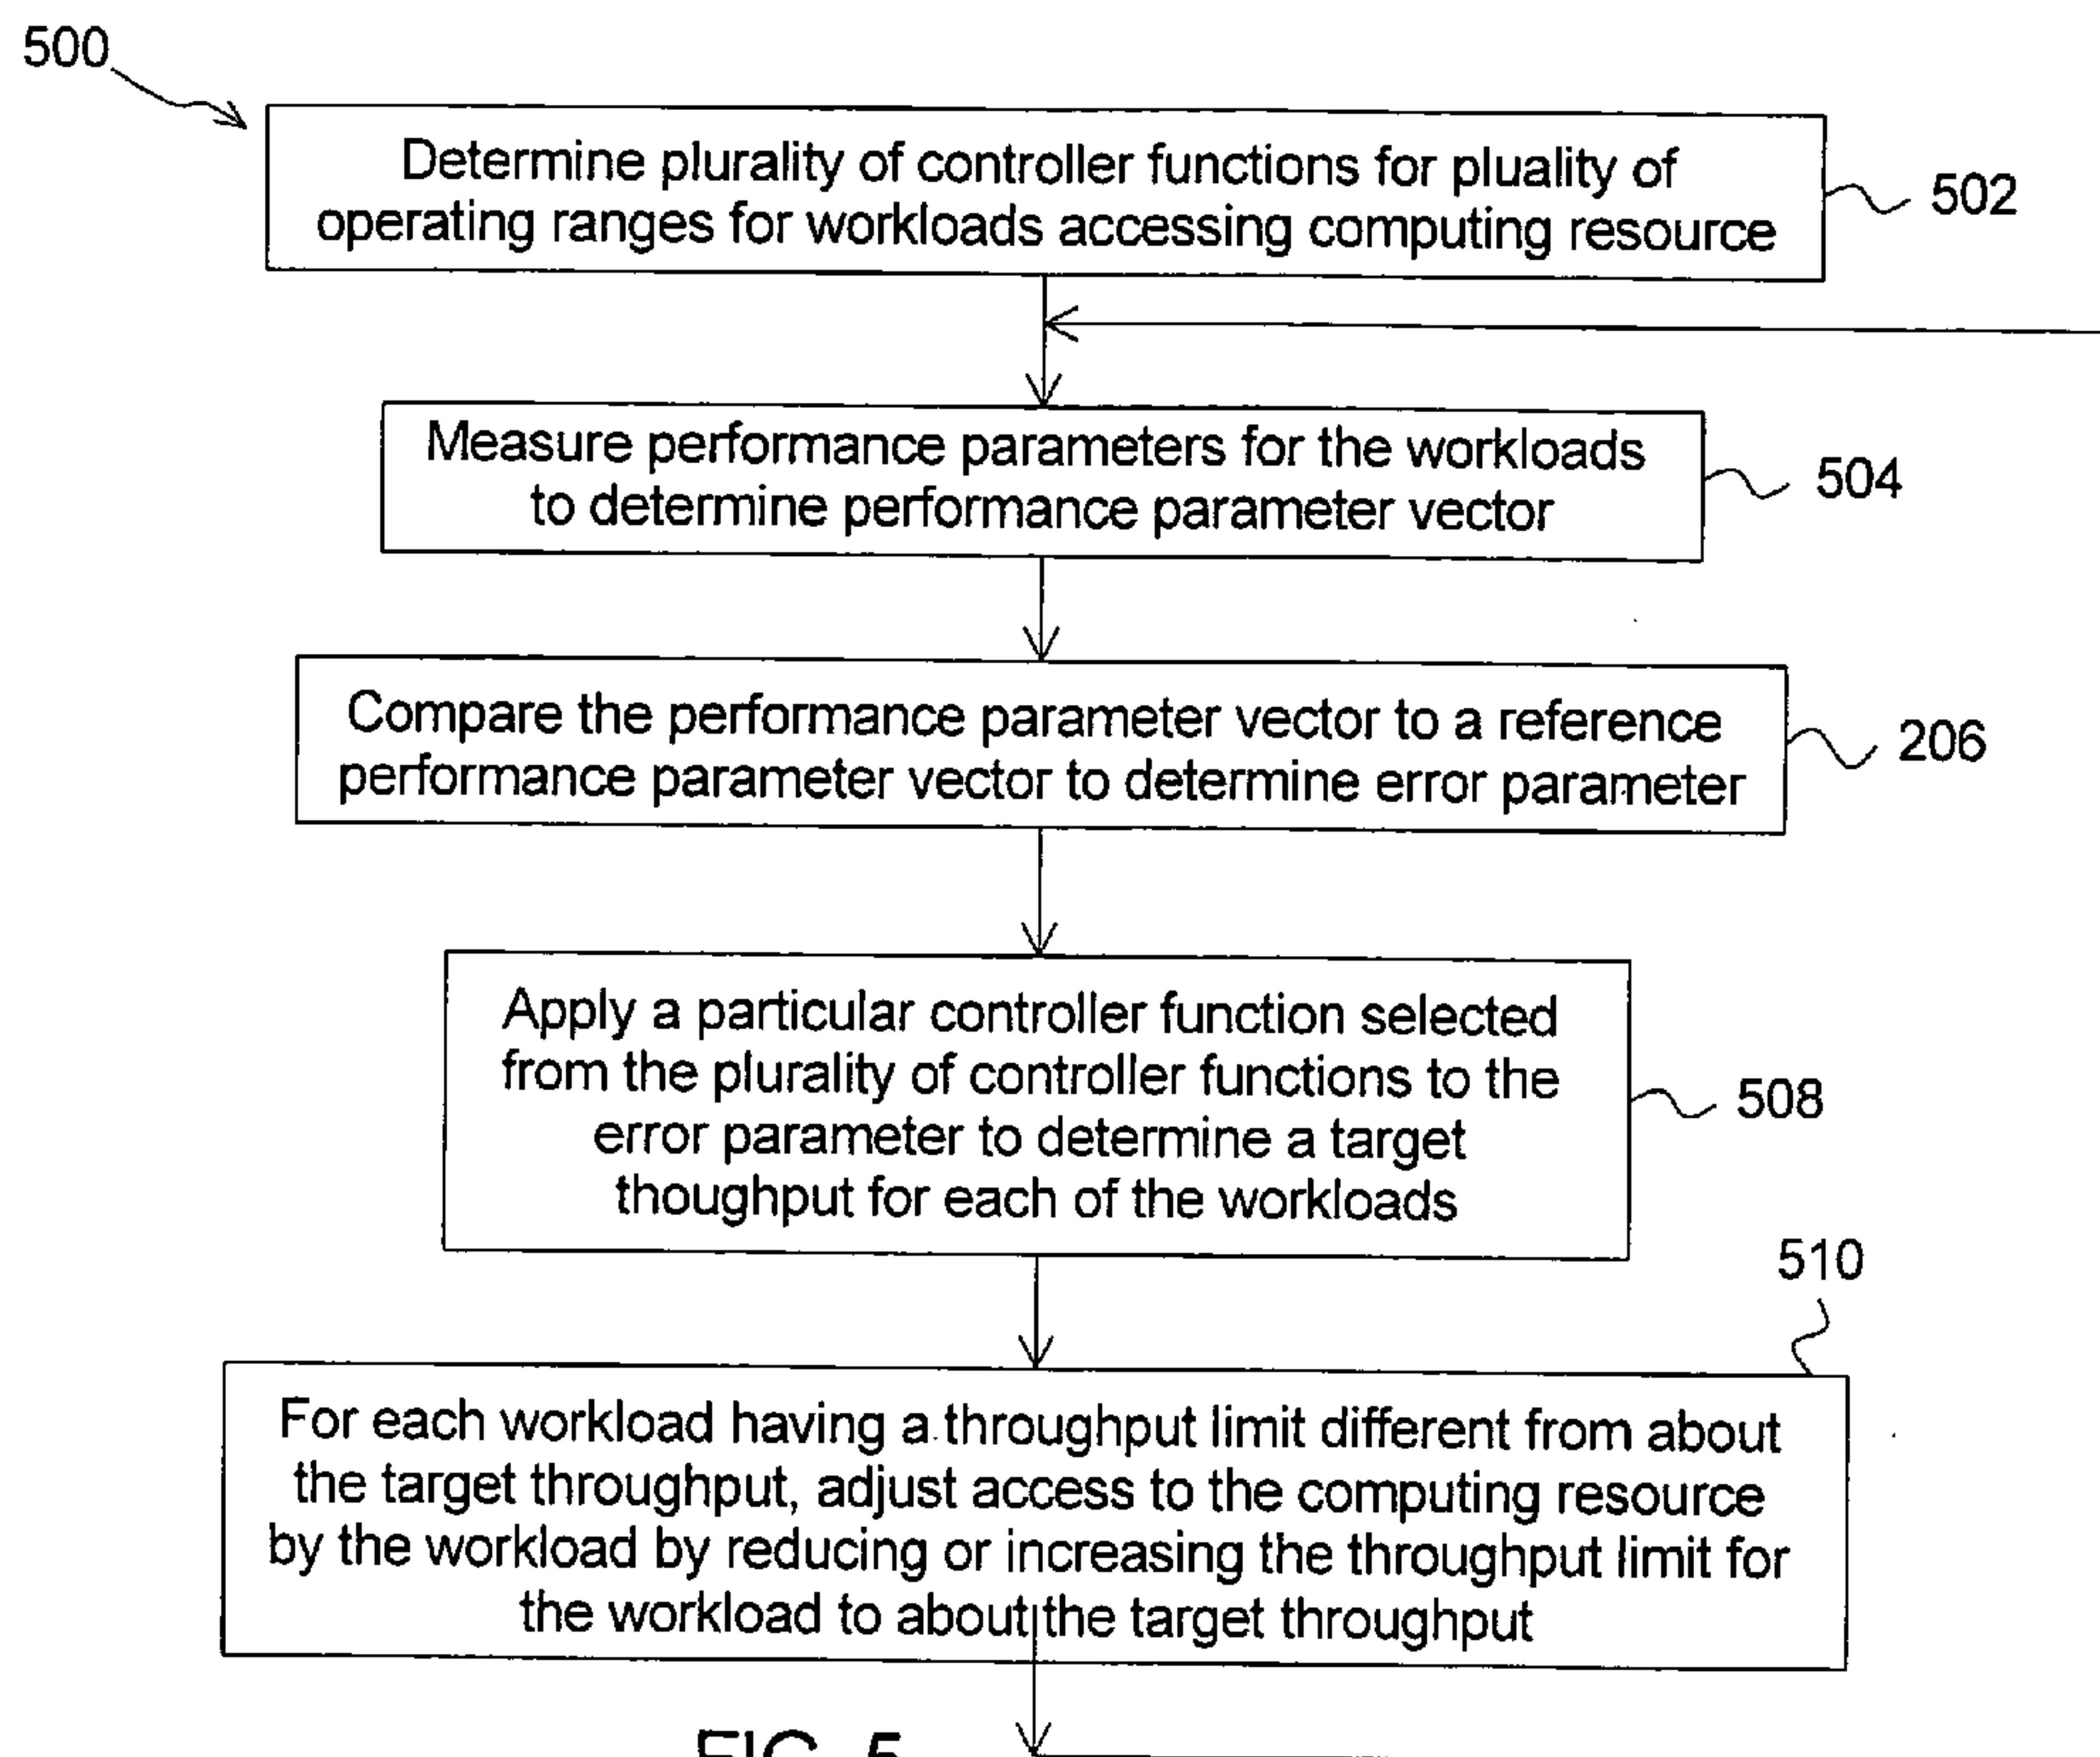 500
Determine plurality of controller functions for pluality of
operating ranges for workloads accessing computing resource
502
Measure performance parameters for the workloads
to determine performance parameter vector
504
Compare the performance parameter vector to a reference
performance parameter vector to determine error parameter
206
Apply a particular controller function selected
from the plurality of controller functions to the
error parameter to determine a target
thoughput for each of the workloads
508
510
For each workload having a throughput limit different from about
the target throughput, adjust access to the computing resource
by the workload by reducing or increasing the throughput limit for
the workload to about the target throughput
FIG. 5